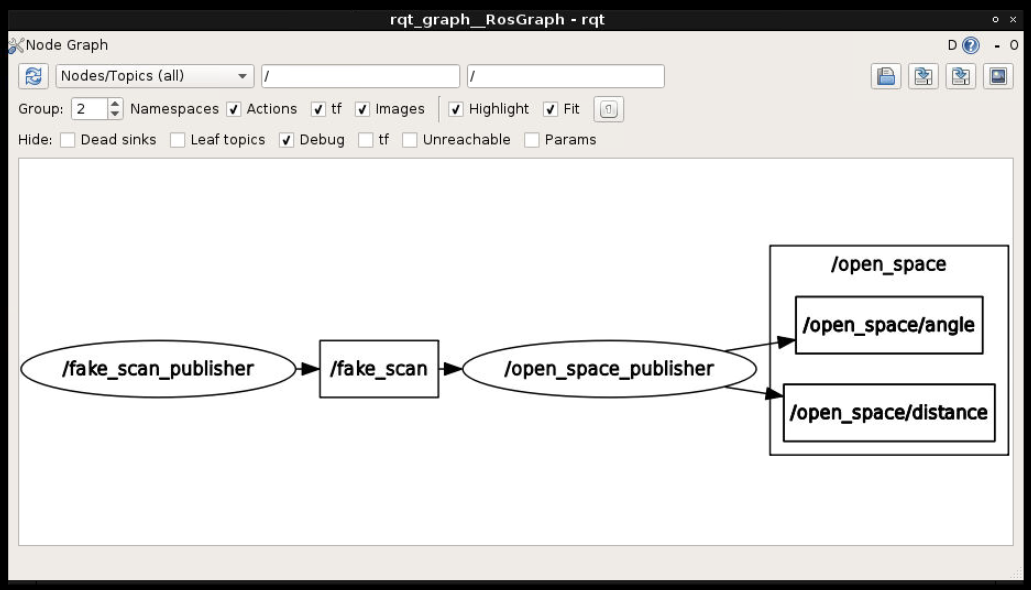 rqt_graph__RosGraph - rqt
Node Graph D ? - O
Nodes/Topics (all) / /
Group: 2 Namespaces Actions tf Images Highlight Fit
Hide: Dead sinks Leaf topics Debug tf Unreachable Params
/open_space
/open_space/angle
/fake_scan_publisher /fake_scan /open_space_publisher
/open_space/distance